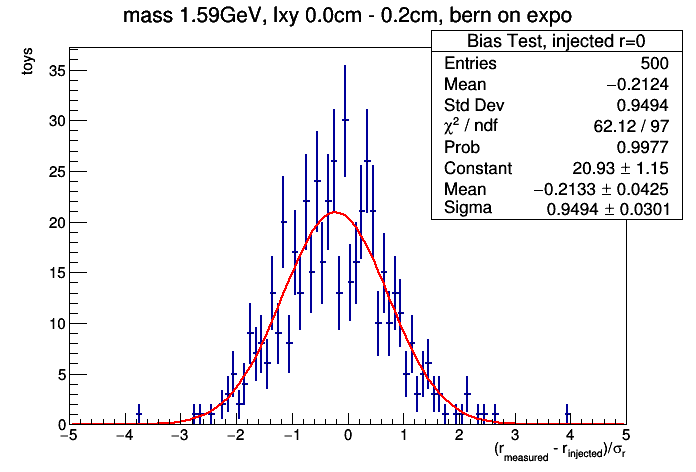 mass 1.59GeV, lxy 0.0cm - 0.2cm, bern on expo
Bias Test, injected r=0
Entries 500
Mean −0.2124
Std Dev 0.9494
χ² / ndf 62.12 / 97
Prob 0.9977
Constant 20.93 ± 1.15
Mean −0.2133 ± 0.0425
Sigma 0.9494 ± 0.0301
toys
35
30
25
20
15
10
5
0
−5 −4 −3 −2 −1 0 1 2 3 4 5
(r_measured - r_injected)/σ_r